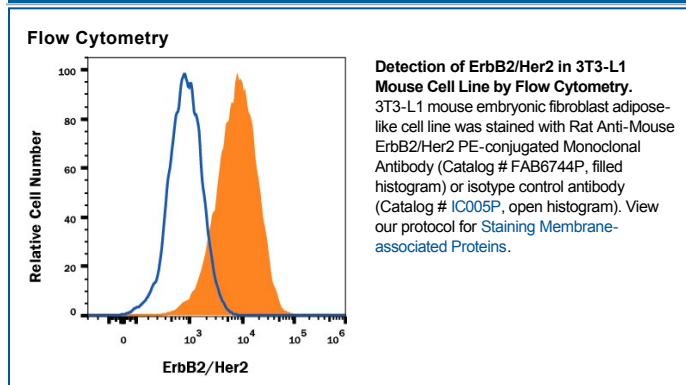 Flow Cytometry
100
80
60
40
20
0
Relative Cell Number
0 10^3 10^4 10^5 10^6
ErbB2/Her2
Detection of ErbB2/Her2 in 3T3-L1
Mouse Cell Line by Flow Cytometry.
3T3-L1 mouse embryonic fibroblast adipose-
like cell line was stained with Rat Anti-Mouse
ErbB2/Her2 PE-conjugated Monoclonal
Antibody (Catalog # FAB6744P, filled
histogram) or isotype control antibody
(Catalog # IC005P, open histogram). View
our protocol for Staining Membrane-
associated Proteins.